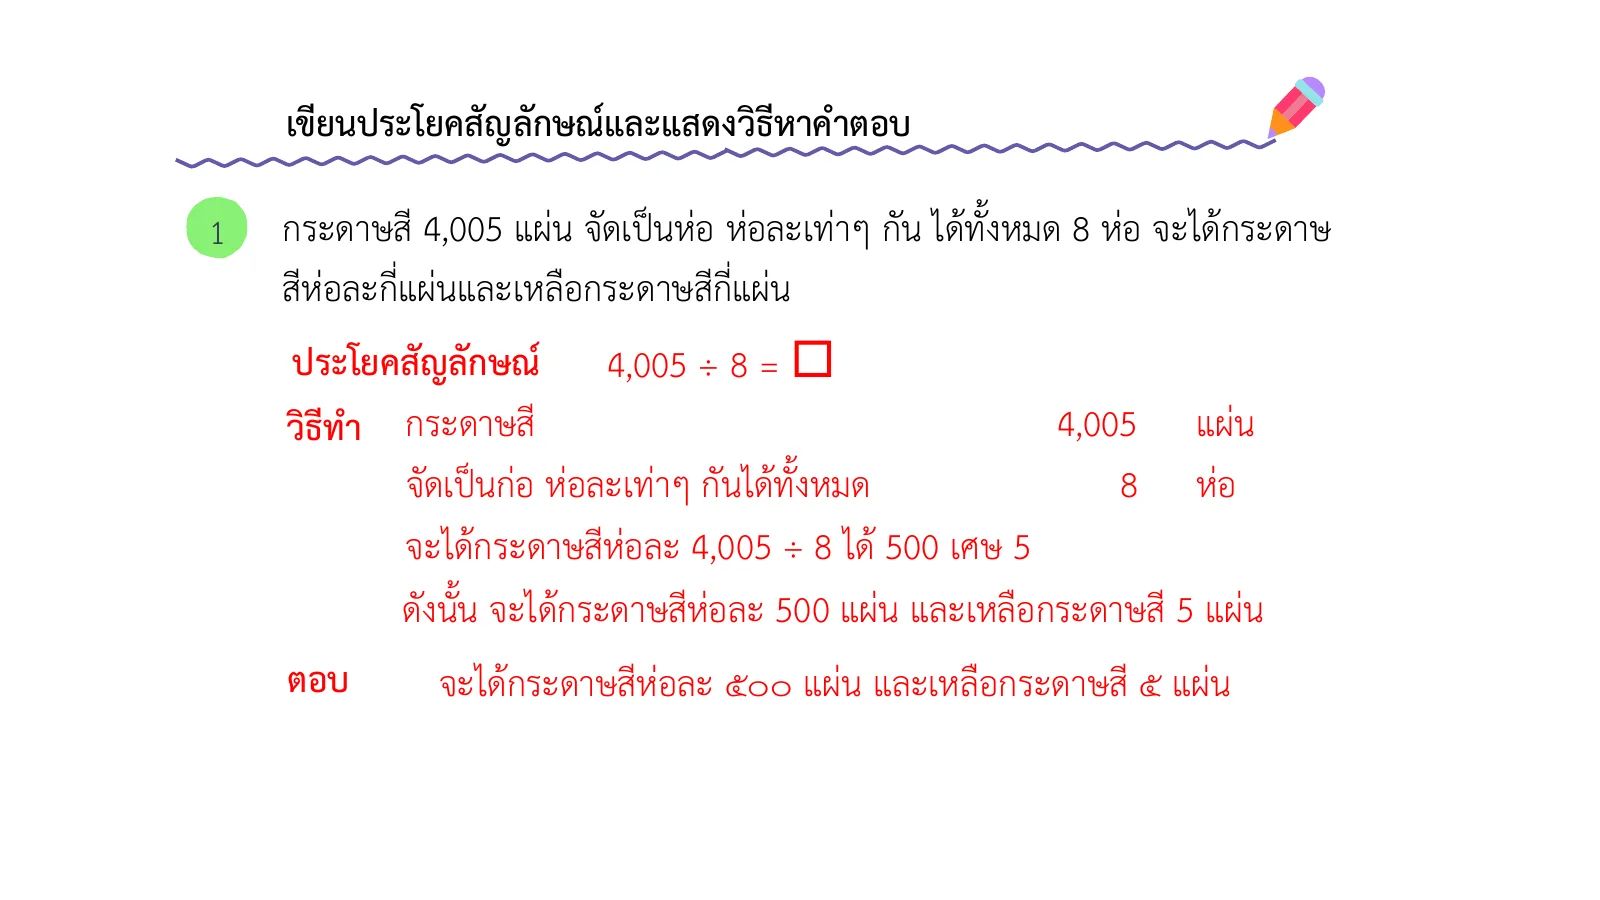 เขียนประโยคสัญลักษณ์และแสดงวิธีหาคำตอบ
1 กระดาษสี 4,005 แผ่น จัดเป็นห่อ ห่อละเท่าๆ กัน ได้ทั้งหมด 8 ห่อ จะได้กระดาษ
สีห่อละกี่แผ่นและเหลือกระดาษสีกี่แผ่น
ประโยคสัญลักษณ์ 4,005 ÷ 8 = □
วิธีทำ กระดาษสี 4,005 แผ่น
จัดเป็นก่อ ห่อละเท่าๆ กันได้ทั้งหมด 8 ห่อ
จะได้กระดาษสีห่อละ 4,005 ÷ 8 ได้ 500 เศษ 5
ดังนั้น จะได้กระดาษสีห่อละ 500 แผ่น และเหลือกระดาษสี 5 แผ่น
ตอบ จะได้กระดาษสีห่อละ ๕๐๐ แผ่น และเหลือกระดาษสี ๕ แผ่น